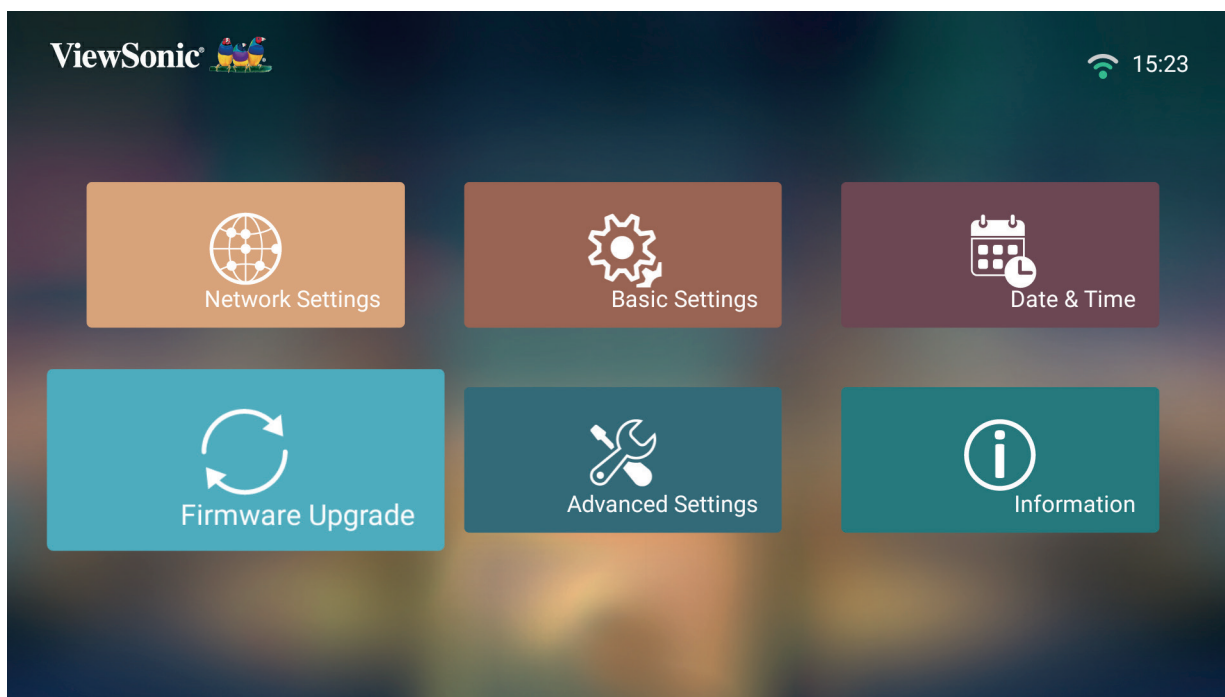 ViewSonic®
15:23
Network Settings
Basic Settings
Date & Time
Firmware Upgrade
Advanced Settings
Information